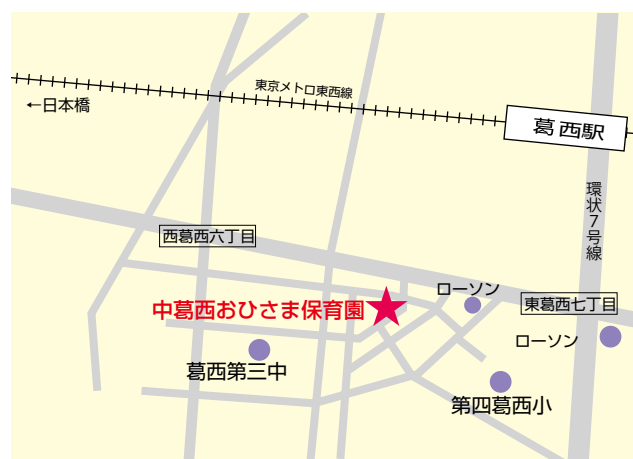 東京メトロ東西線
←日本橋
葛西駅
環状7号線
西葛西六丁目
ローソン
東葛西七丁目
中葛西おひさま保育園
ローソン
葛西第三中
第四葛西小